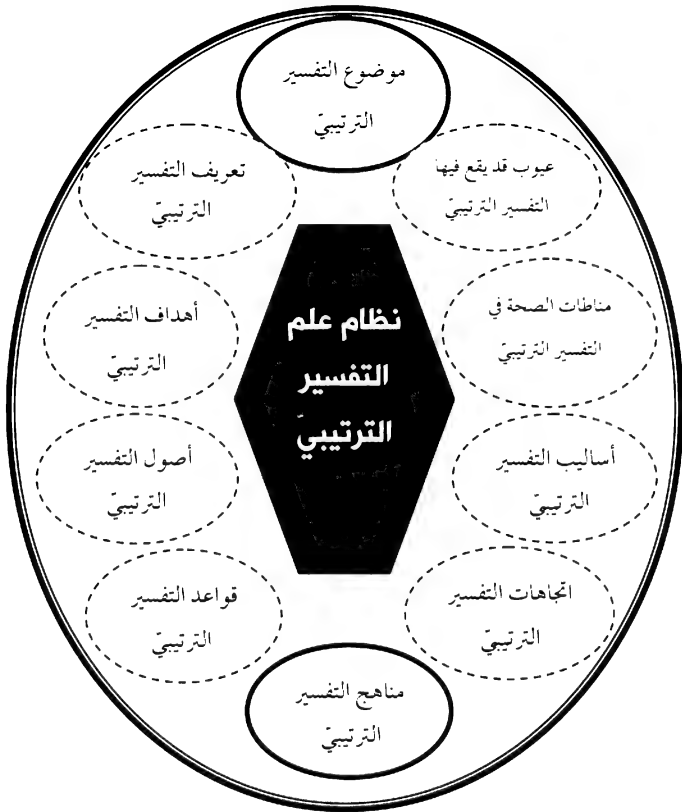 موضوع التفسير
الترتيبيّ
تعريف التفسير
الترتيبيّ
عيوب قد يقع فيها
التفسير الترتيبيّ
أهداف التفسير
الترتيبيّ
مناطات الصحة في
التفسير الترتيبيّ
نظام علم
التفسير
الترتيبيّ
أصول التفسير
الترتيبيّ
أساليب التفسير
الترتيبيّ
قواعد التفسير
الترتيبيّ
اتجاهات التفسير
الترتيبيّ
مناهج التفسير
الترتيبيّ